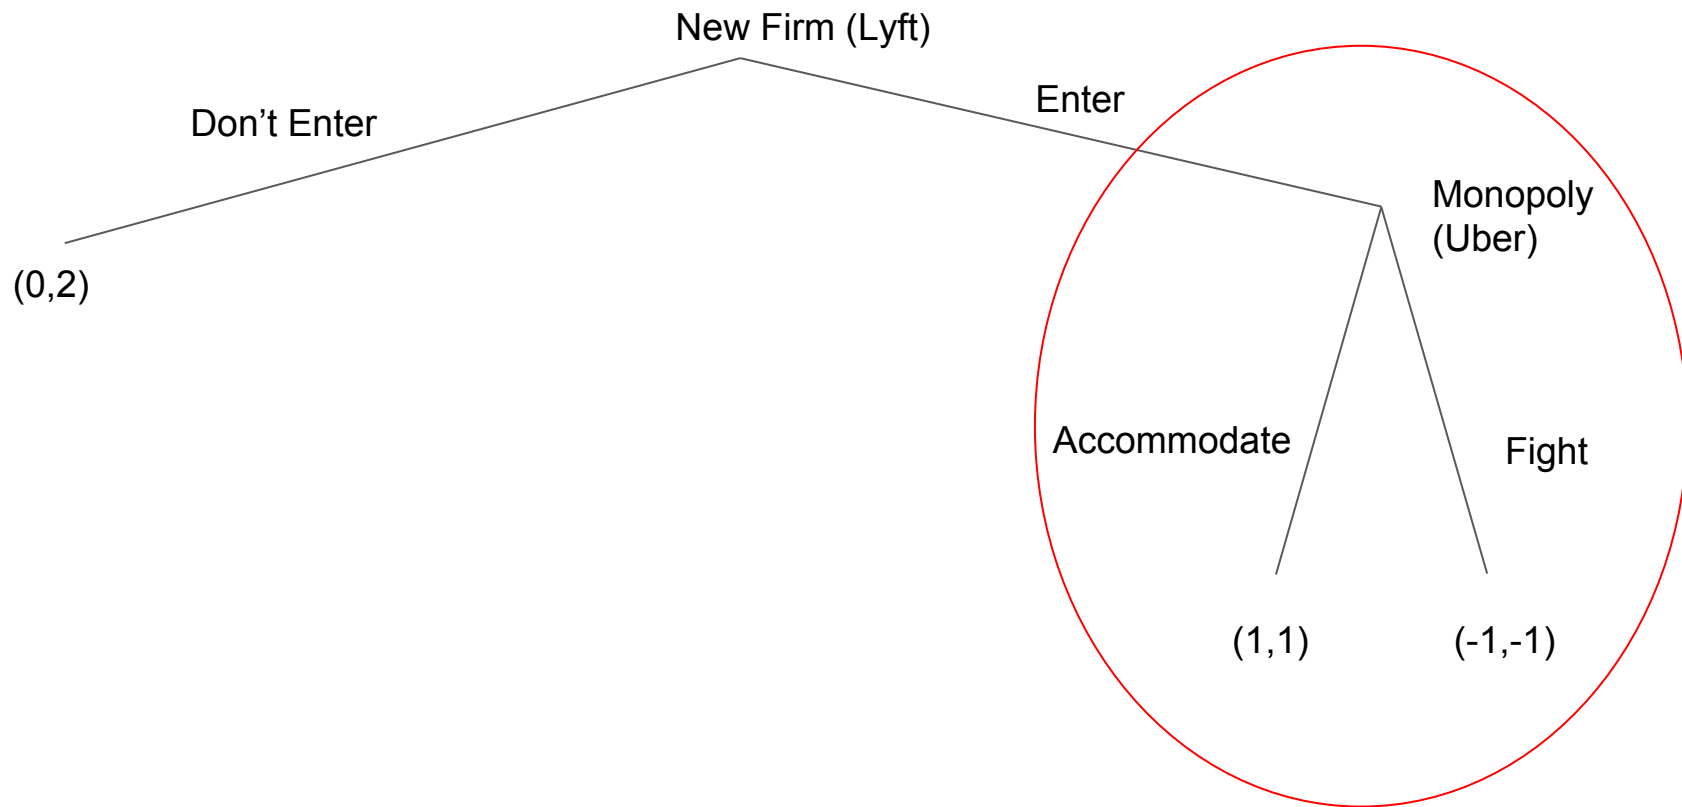 New Firm (Lyft)
Enter
Don’t Enter
Monopoly
(Uber)
(0,2)
Accommodate
Fight
(1,1)
(-1,-1)